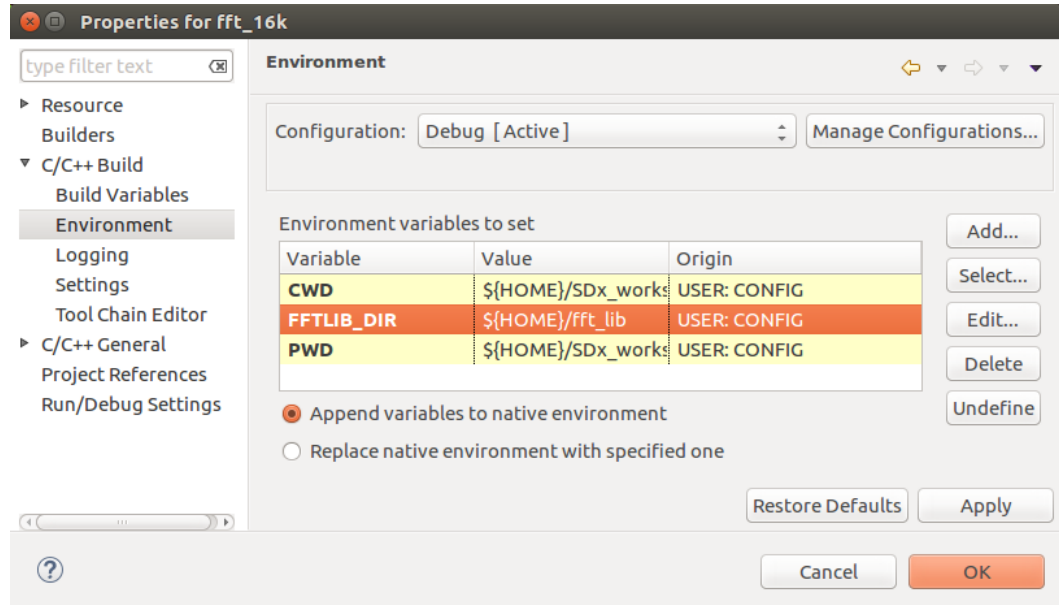 Properties for fft_16k
type filter text
Environment
Resource
Builders
C/C++ Build
Build Variables
Environment
Logging
Settings
Tool Chain Editor
C/C++ General
Project References
Run/Debug Settings
Configuration: Debug [Active] Manage Configurations...
Environment variables to set
Variable Value Origin
CWD ${HOME}/SDx_works USER: CONFIG
FFTLIB_DIR ${HOME}/fft_lib USER: CONFIG
PWD ${HOME}/SDx_works USER: CONFIG
Add...
Select...
Edit...
Delete
Undefine
Append variables to native environment
Replace native environment with specified one
Restore Defaults Apply
? Cancel OK